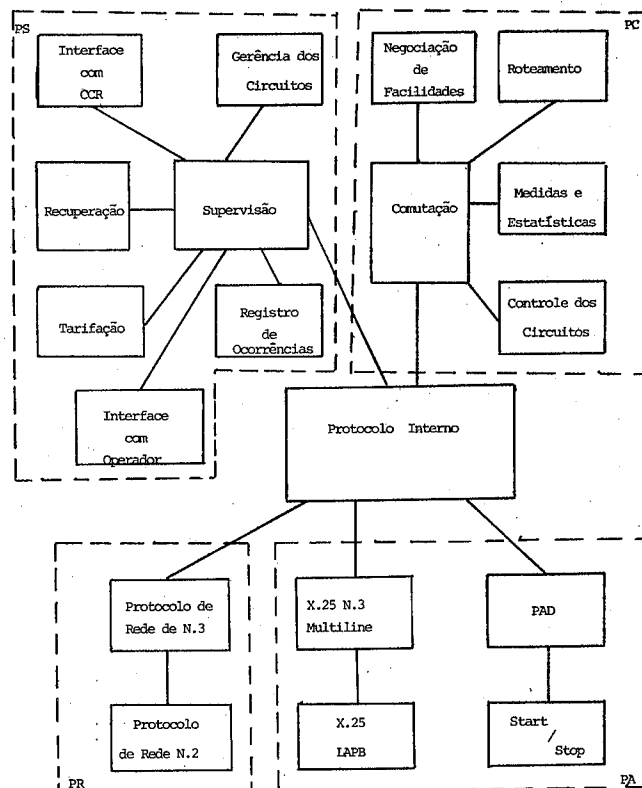 PS
Interface
com
CCR
Gerência dos
Circuitos
Recuperação
Supervisão
Tarifação
Registro
de
Ocorrências
Interface
com
Operador
PC
Negociação
de
Facilidades
Roteamento
Comutação
Medidas e
Estatísticas
Controle dos
Circuitos
Protocolo Interno
Protocolo de
Rede de N.3
Protocolo
de Rede N.2
PR
X.25 N.3
Multiline
X.25
LAPB
PAD
Start
/
Stop
PA